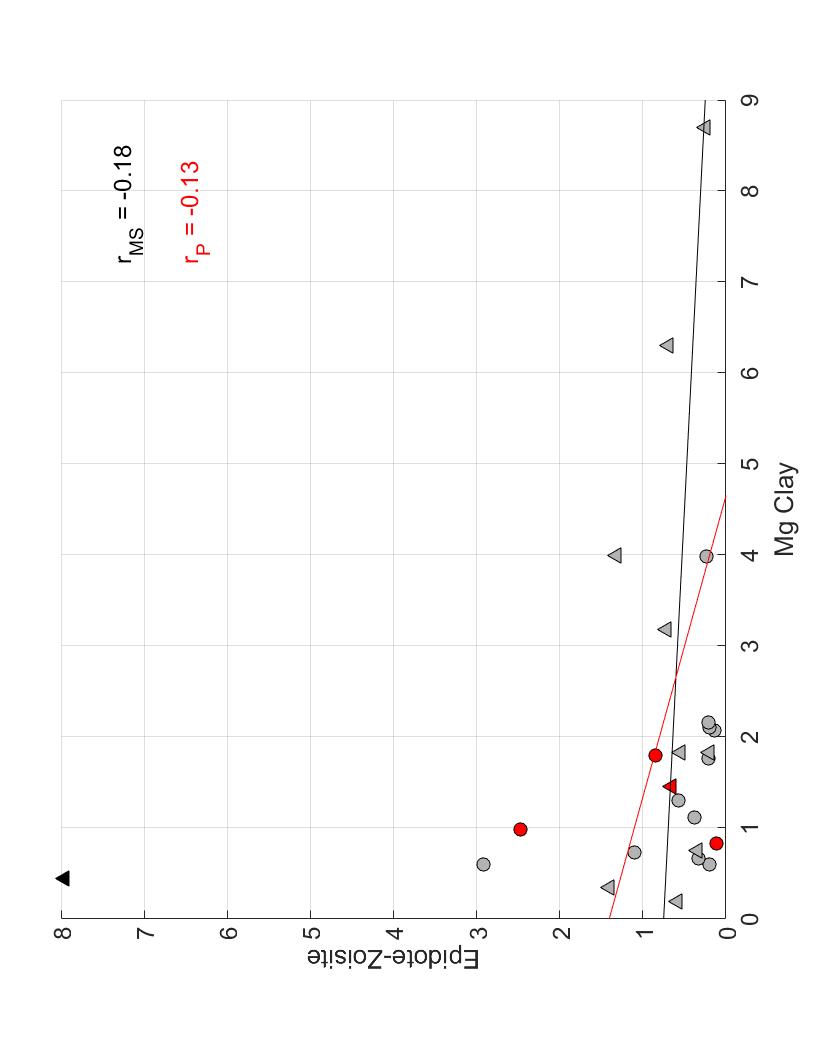 8
7
6
5
4
3
2
1
0
Epidote-Zoisite
r_MS = -0.18
r_P = -0.13
0 1 2 3 4 5 6 7 8 9
Mg Clay